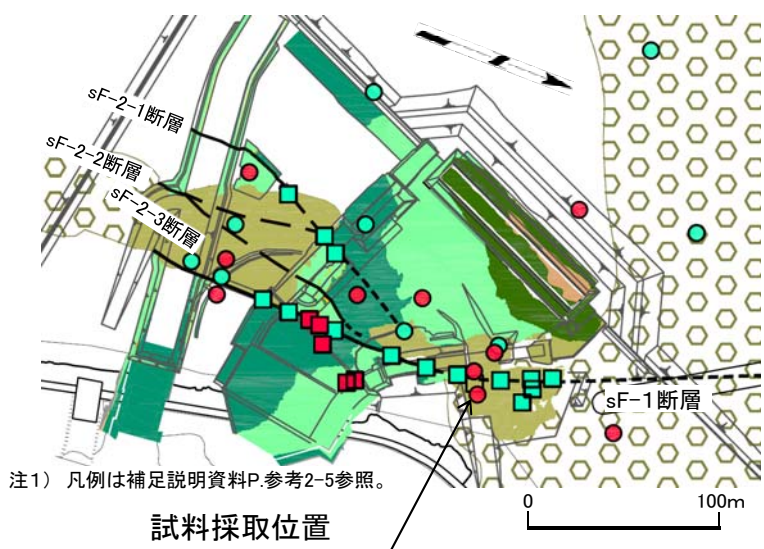 sF-2-1断層
sF-2-2断層
sF-2-3断層
sF-1断層
注1) 凡例は補足説明資料P.参考2-5参照。
試料採取位置
0 100m